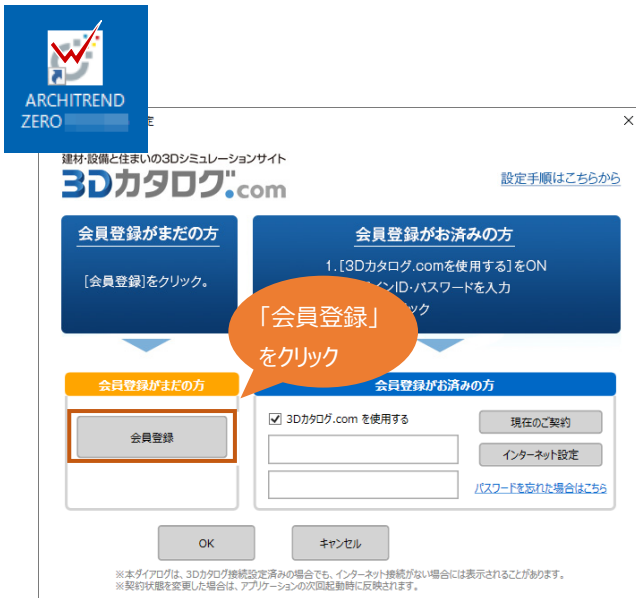 ARCHITREND
ZERO
定
×
建材・設備と住まいの3Dシミュレーションサイト
3Dカタログ.com
設定手順はこちらから
会員登録がまだの方
[会員登録]をクリック。
会員登録がお済みの方
1.[3Dカタログ.comを使用する]をON
インID・パスワードを入力
ック
「会員登録」
をクリック
会員登録がまだの方
会員登録
会員登録がお済みの方
3Dカタログ.com を使用する
現在のご契約
インターネット設定
パスワードを忘れた場合はこちら
OK
キャンセル
※本ダイアログは、3Dカタログ接続設定済みの場合でも、インターネット接続がない場合には表示されることがあります。
※契約状態を変更した場合は、アプリケーションの次回起動時に反映されます。